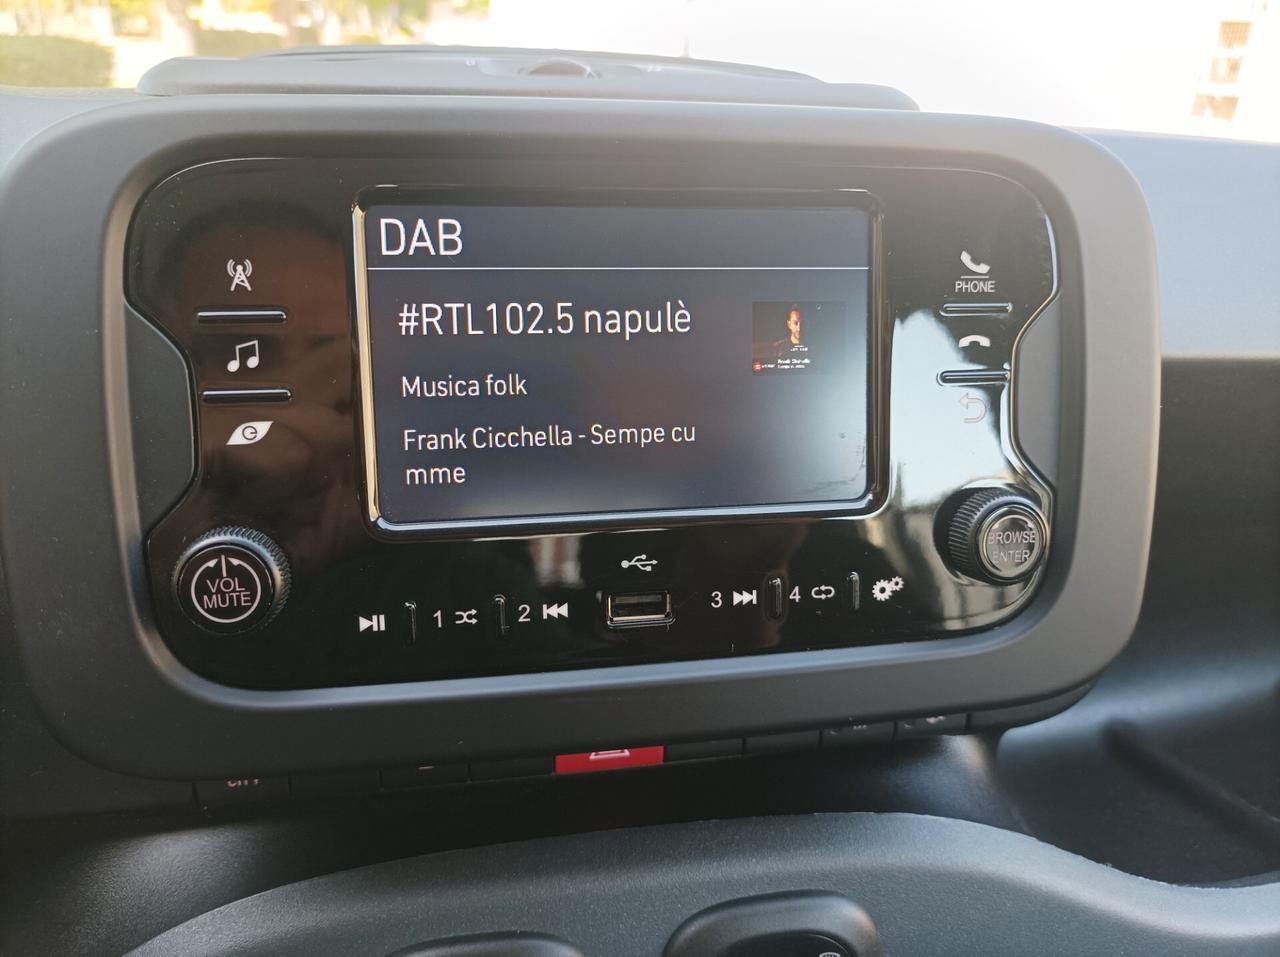 DAB
#RTL102.5 napulè
Musica folk
Frank Cicchella - Sempe cu
mme
PHONE
VOL
MUTE
BROWSE
ENTER
1
2
3
4
CITY